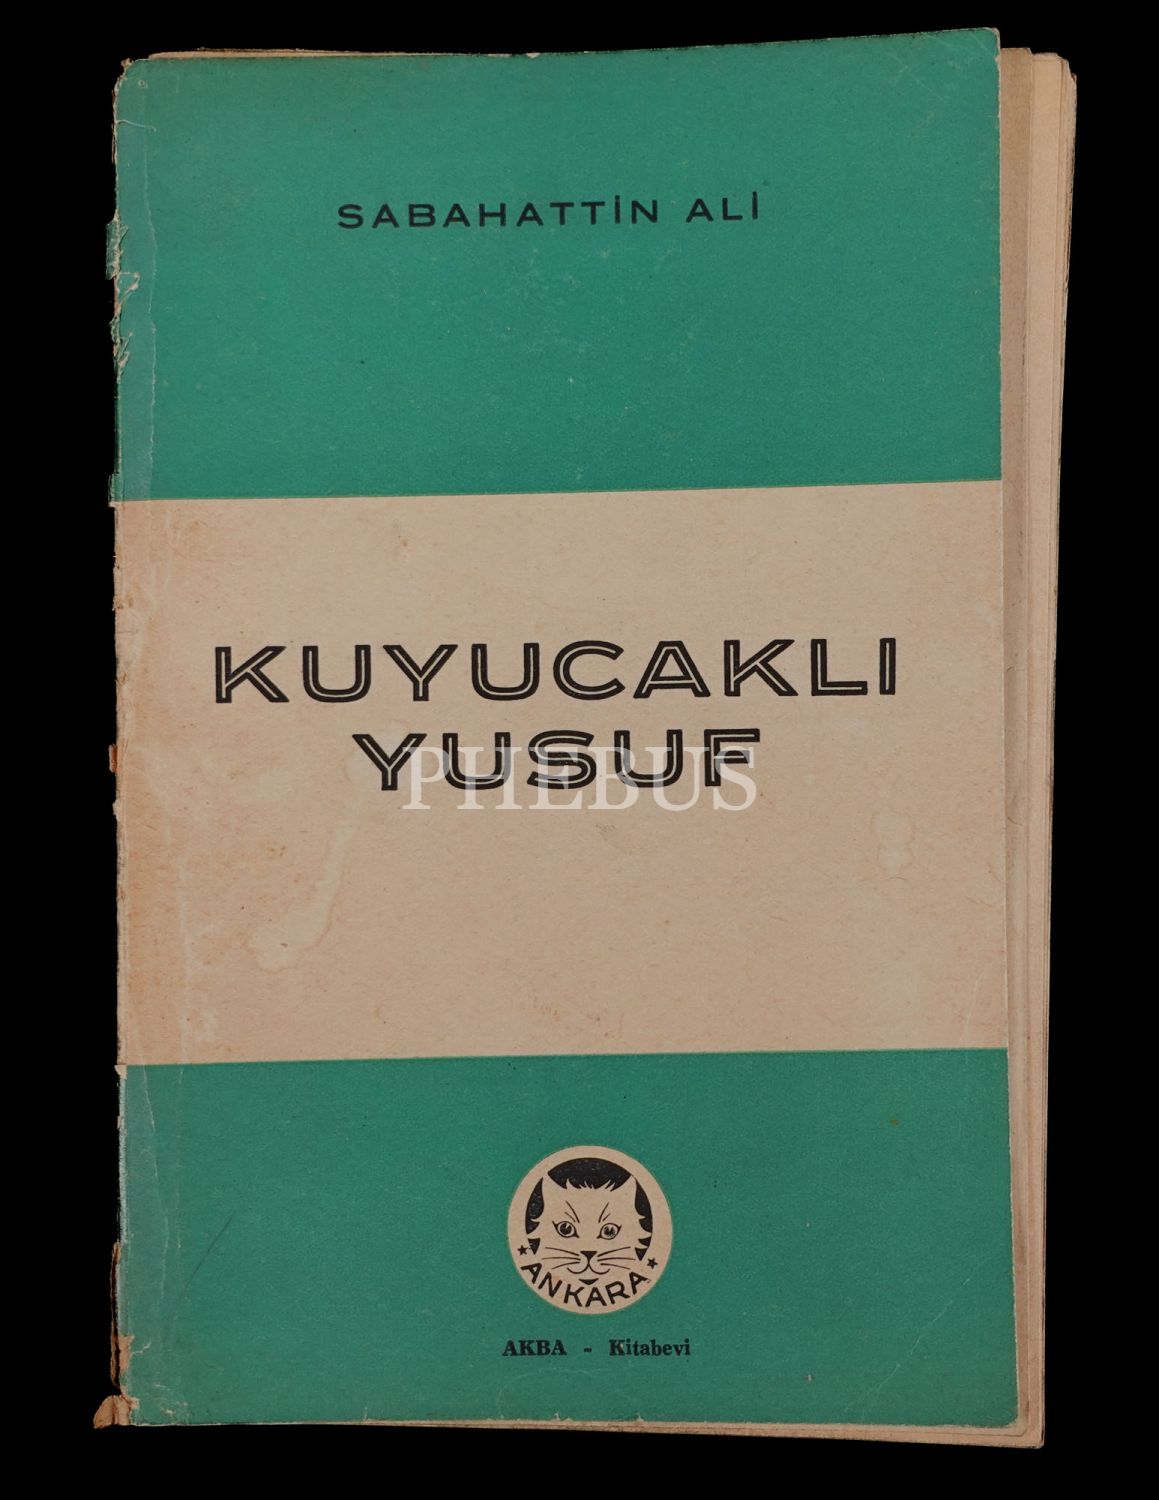 SABAHATTİN ALİ
KUYUCAKLI
YUSUF
PHEBUS
ANKARA
AKBA - Kitabevi